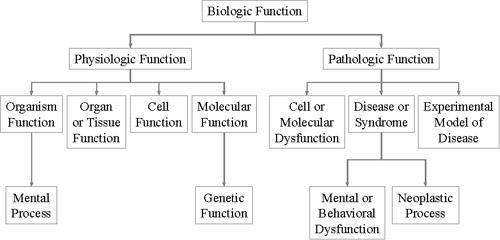 Biologic Function
Physiologic Function
Pathologic Function
Organism
Function
Organ
or Tissue
Function
Cell
Function
Molecular
Function
Cell or
Molecular
Dysfunction
Disease or
Syndrome
Experimental
Model of
Disease
Mental
Process
Genetic
Function
Mental or
Behavioral
Dysfunction
Neoplastic
Process